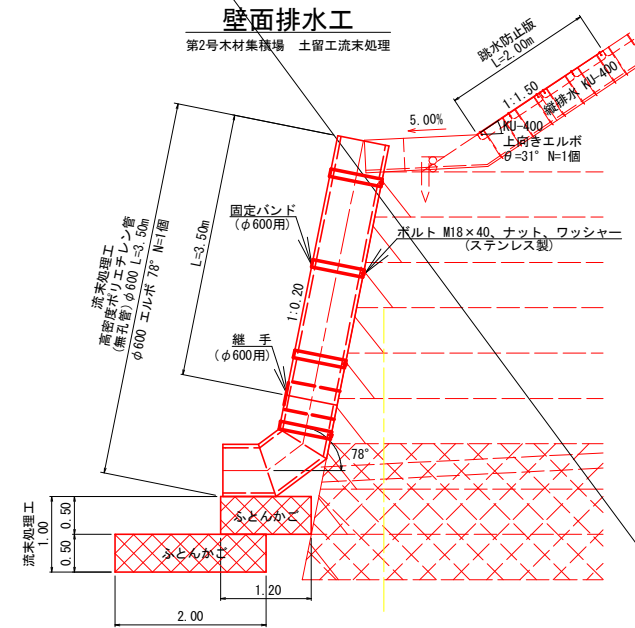 壁面排水工
第2号木材集積場　土留工流末処理
跳水防止版
L=2.00m
1:1.50
縦排水 KU-400
5.00%
KU-400
上向きエルボ
θ=31° N=1個
固定バンド
(φ600用)
ボルト M18×40、ナット、ワッシャー
(ステンレス製)
流末処理工
高密度ポリエチレン管
(無孔管)φ600 L=3.50m
φ600 エルボ 78° N=1個
L=3.50m
1:0.20
継　手
(φ600用)
78°
流末処理工
1.00
0.50
0.50
ふとんかご
ふとんかご
1.20
2.00